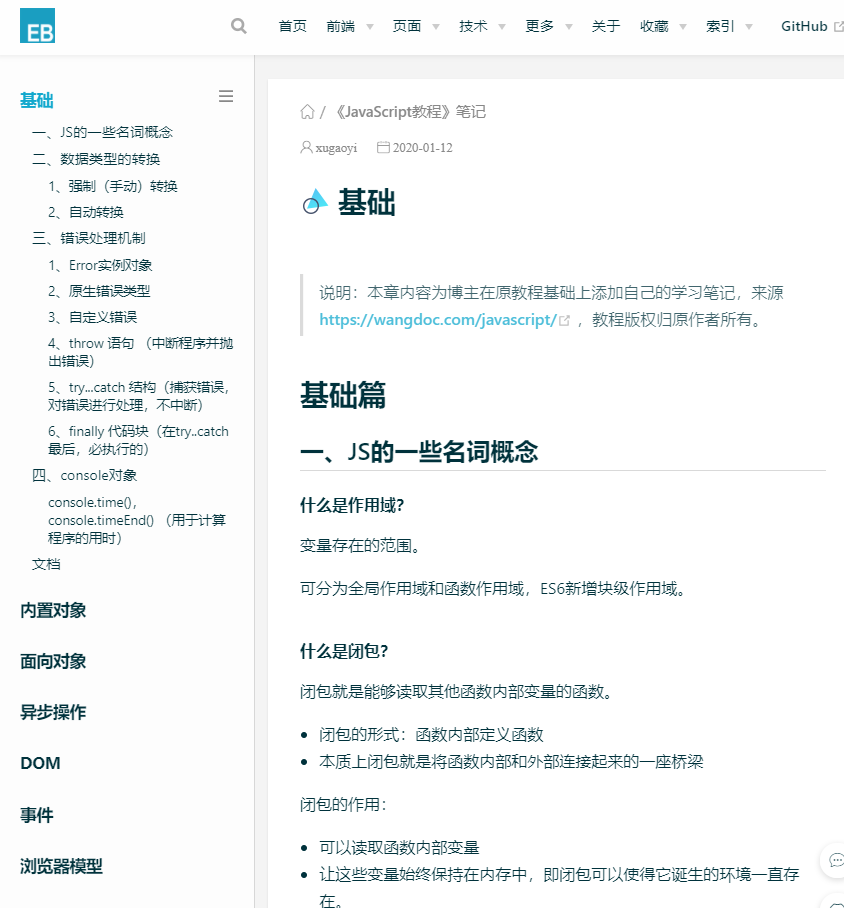 EB
首页 前端 页面 技术 更多 关于 收藏 索引 GitHub
基础
一、JS的一些名词概念
二、数据类型的转换
1、强制（手动）转换
2、自动转换
三、错误处理机制
1、Error实例对象
2、原生错误类型
3、自定义错误
4、throw 语句 （中断程序并抛
出错误）
5、try...catch 结构（捕获错误，
对错误进行处理，不中断）
6、finally 代码块（在try..catch
最后，必执行的）
四、console对象
console.time()，
console.timeEnd() （用于计算
程序的用时）
文档
内置对象
面向对象
异步操作
DOM
事件
浏览器模型
/ 《JavaScript教程》笔记
xugaoyi 2020-01-12
基础
说明：本章内容为博主在原教程基础上添加自己的学习笔记，来源
https://wangdoc.com/javascript/ ，教程版权归原作者所有。
基础篇
一、JS的一些名词概念
什么是作用域？
变量存在的范围。
可分为全局作用域和函数作用域，ES6新增块级作用域。
什么是闭包？
闭包就是能够读取其他函数内部变量的函数。
• 闭包的形式：函数内部定义函数
• 本质上闭包就是将函数内部和外部连接起来的一座桥梁
闭包的作用：
• 可以读取函数内部变量
• 让这些变量始终保持在内存中，即闭包可以使得它诞生的环境一直存
在。